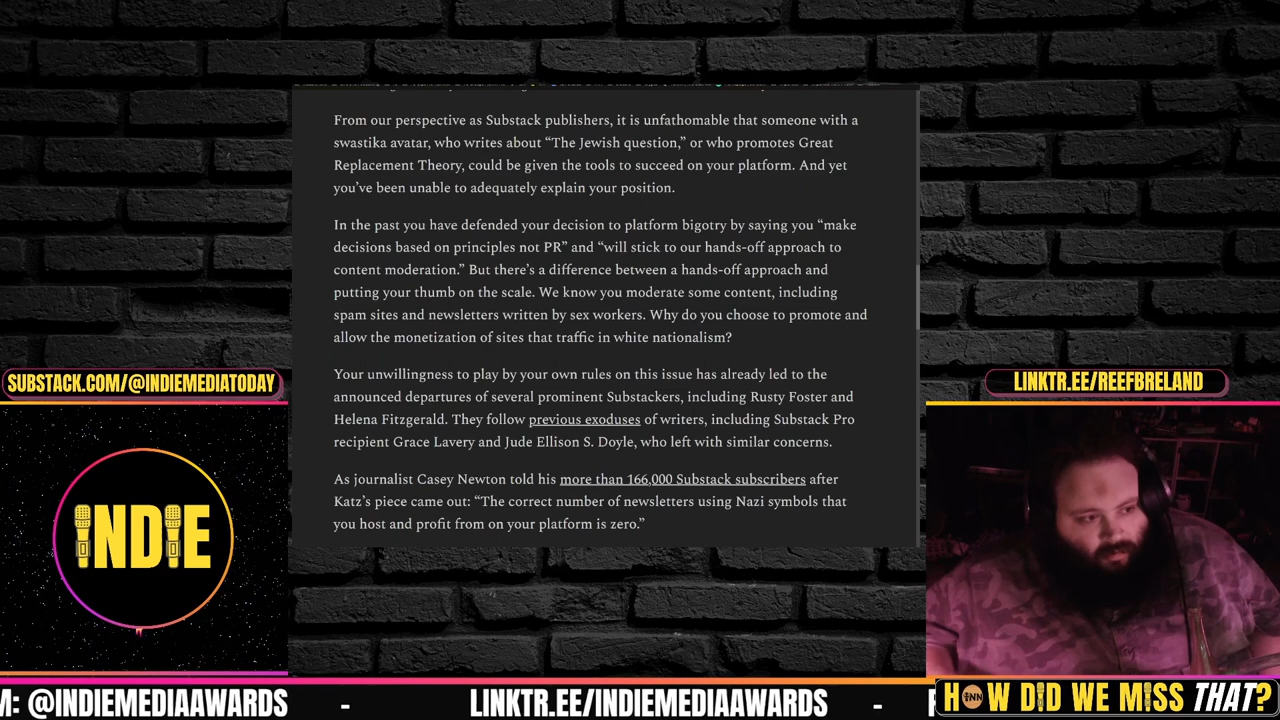 From our perspective as Substack publishers, it is unfathomable that someone with a
swastika avatar, who writes about “The Jewish question,” or who promotes Great
Replacement Theory, could be given the tools to succeed on your platform. And yet
you’ve been unable to adequately explain your position.
In the past you have defended your decision to platform bigotry by saying you “make
decisions based on principles not PR” and “will stick to our hands-off approach to
content moderation.” But there’s a difference between a hands-off approach and
putting your thumb on the scale. We know you moderate some content, including
spam sites and newsletters written by sex workers. Why do you choose to promote and
allow the monetization of sites that traffic in white nationalism?
Your unwillingness to play by your own rules on this issue has already led to the
announced departures of several prominent Substackers, including Rusty Foster and
Helena Fitzgerald. They follow previous exoduses of writers, including Substack Pro
recipient Grace Lavery and Jude Ellison S. Doyle, who left with similar concerns.
As journalist Casey Newton told his more than 166,000 Substack subscribers after
Katz’s piece came out: “The correct number of newsletters using Nazi symbols that
you host and profit from on your platform is zero.”
SUBSTACK.COM/@INDIEMEDIATODAY
LINKTR.EE/REEFBRELAND
INDIE
HOW DID WE MISS THAT?
INN
M: @INDIEMEDIAAWARDS - LINKTR.EE/INDIEMEDIAAWARDS -